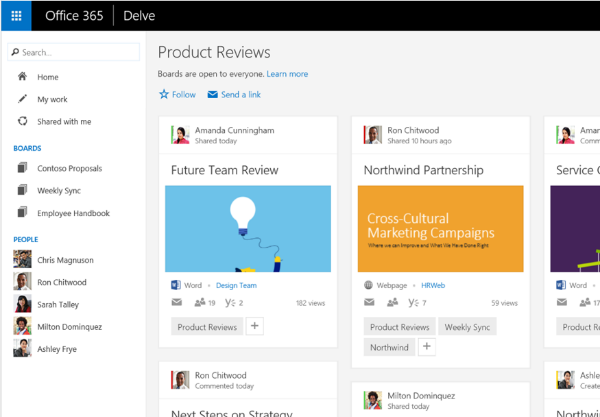 Office 365
Delve
Search...
Home
My work
Shared with me
BOARDS
Contoso Proposals
Weekly Sync
Employee Handbook
PEOPLE
Chris Magnuson
Ron Chitwood
Sarah Talley
Milton Dominquez
Ashley Frye
Product Reviews
Boards are open to everyone. Learn more
Follow
Send a link
Amanda Cunningham
Shared today
Future Team Review
Word • Design Team
19
2
182 views
Product Reviews
+
Ron Chitwood
Commented today
Next Steps on Strategy
Ron Chitwood
Shared 10 hours ago
Northwind Partnership
Cross-Cultural
Marketing Campaigns
Where we can Improve and What We Have Done Right
Webpage • HRWeb
7
59 views
Product Reviews
Weekly Sync
Northwind
+
Milton Dominquez
Shared today
Service
Word
17
Product
Ashle